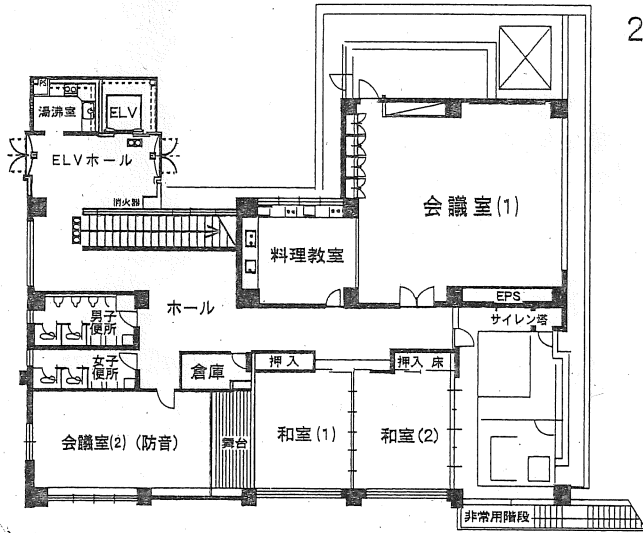 2
湯沸室
ELV
ELVホール
消火器
会議室(1)
料理教室
ホール
EPS
サイレン塔
男子
便所
女子
便所
倉庫
押入
押入 床
会議室(2) (防音)
舞台
和室(1)
和室(2)
非常用階段